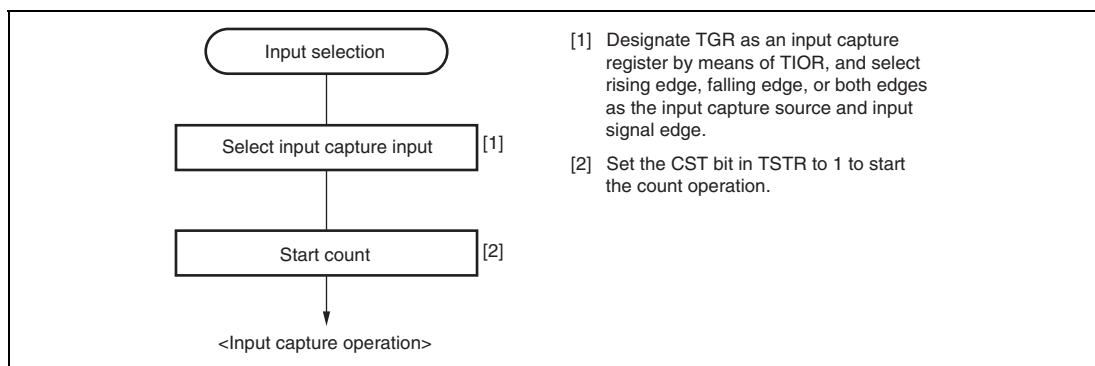 Input selection
Select input capture input
[1]
Start count
[2]
<Input capture operation>
[1] Designate TGR as an input capture
register by means of TIOR, and select
rising edge, falling edge, or both edges
as the input capture source and input
signal edge.
[2] Set the CST bit in TSTR to 1 to start
the count operation.